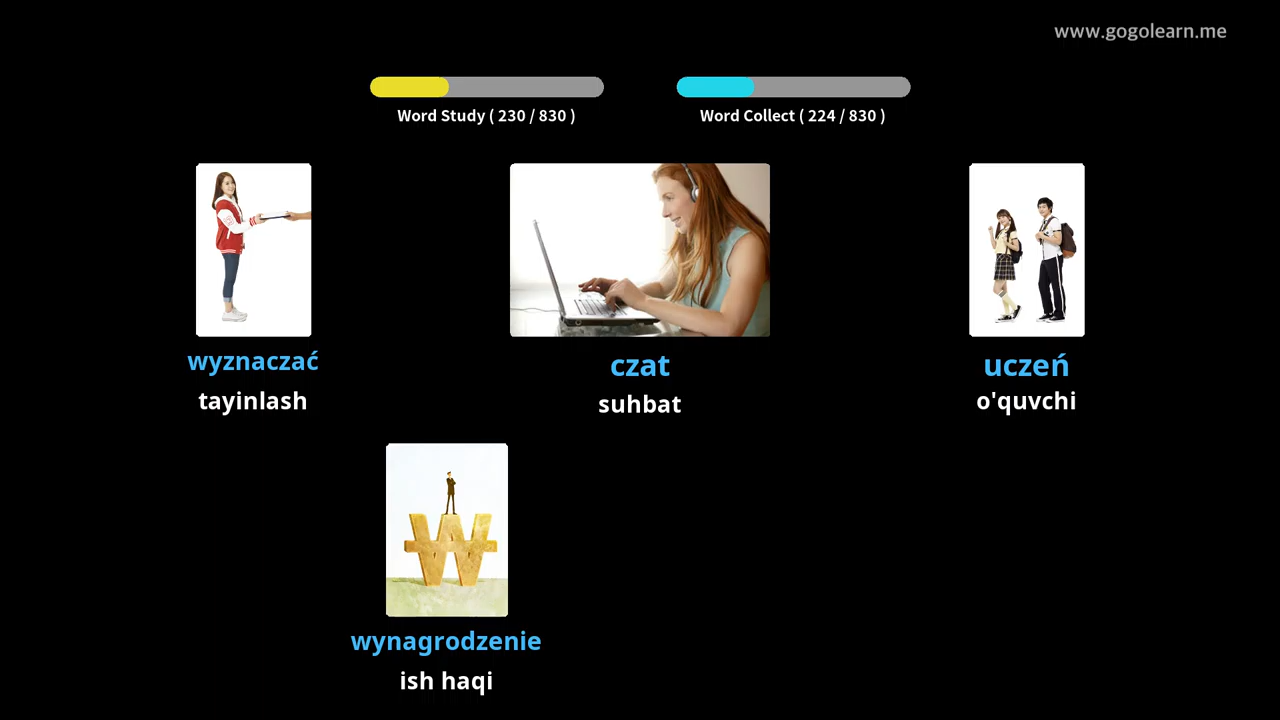 www.gogolearn.me
Word Study ( 230 / 830 )
Word Collect ( 224 / 830 )
wyznaczać
tayinlash
czat
suhbat
uczeń
o'quvchi
wynagrodzenie
ish haqi